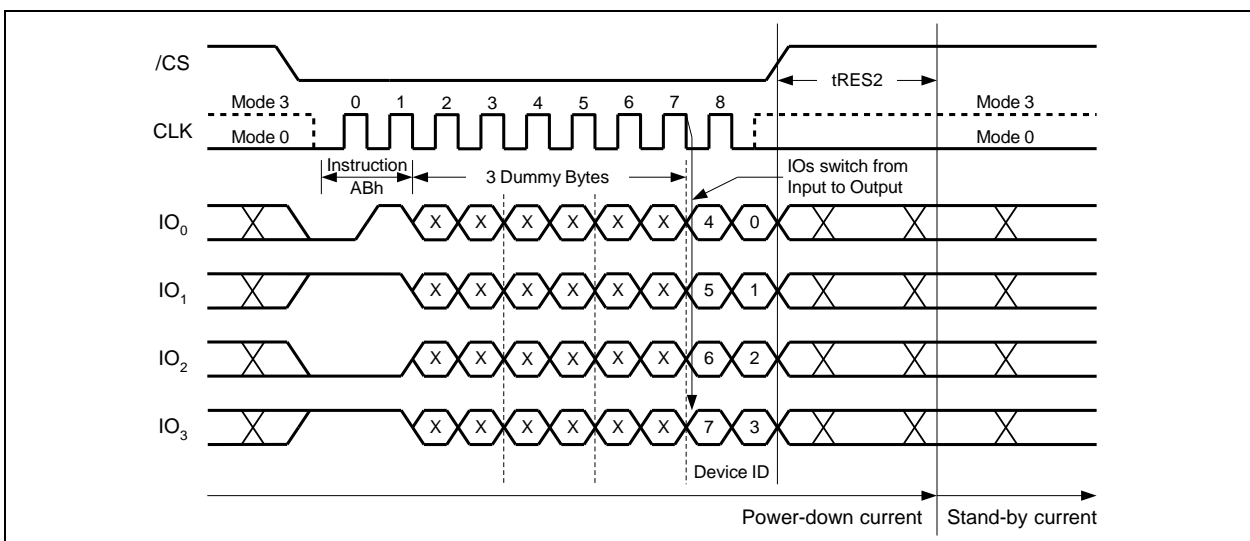 /CS
tRES2
Mode 3 0 1 2 3 4 5 6 7 8 Mode 3
CLK
Mode 0 Mode 0
Instruction
ABh
3 Dummy Bytes
IOs switch from
Input to Output
IO0 X X X X X X 4 0
IO1 X X X X X X 5 1
IO2 X X X X X X 6 2
IO3 X X X X X X 7 3
Device ID
Power-down current Stand-by current